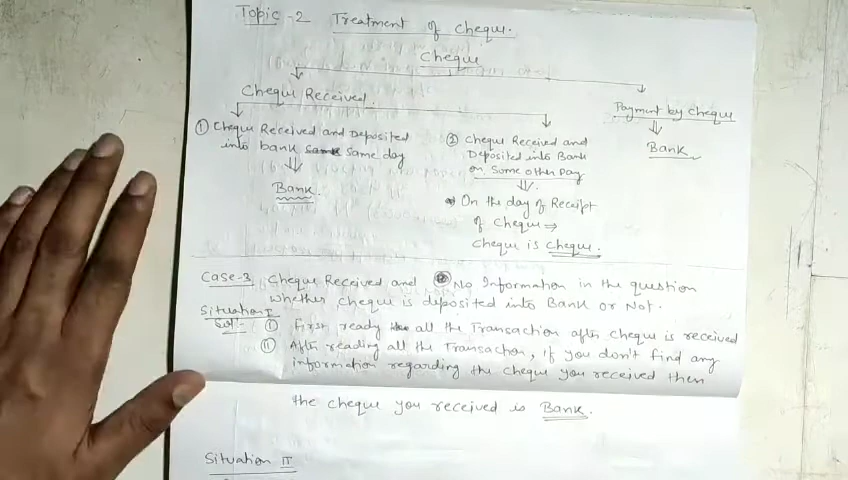 Topic-2 Treatment of Cheque.
Cheque
Cheque Received.
Payment by Cheque
Bank
① Cheque Received and Deposited
into bank same day
Bank
② Cheque Received and
Deposited into Bank
on Some other Day
On the day of Receipt
of Cheque ⇒
Cheque is Cheque.
Case-3 Cheque Received and No Information in the question
whether cheque is deposited into Bank or Not.
Situation I
Sol:- ① First ready all the Transaction after cheque is received
⑪ After reading all the Transaction, if you don't find any
information regarding the cheque you received then
the cheque you received is Bank.
Situation II